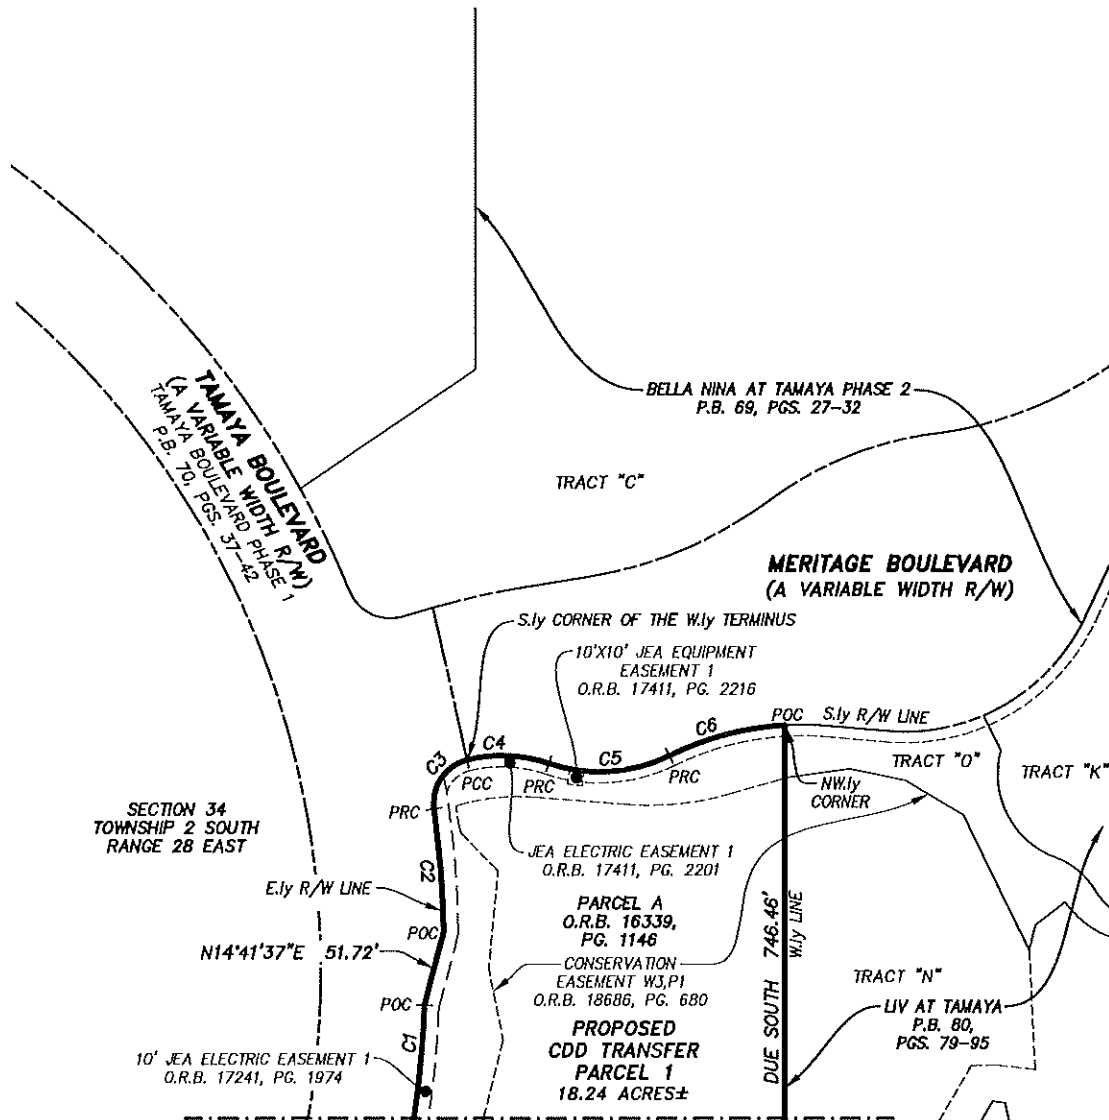 TAMAYA BOULEVARD
(A VARIABLE WIDTH R/W)
TAMAYA BOULEVARD PHASE 1
P.B. 70, PGS. 37-42
BELLA NINA AT TAMAYA PHASE 2
P.B. 69, PGS. 27-32
TRACT "C"
MERITAGE BOULEVARD
(A VARIABLE WIDTH R/W)
S.ly CORNER OF THE W.ly TERMINUS
10'X10' JEA EQUIPMENT
EASEMENT 1
O.R.B. 17411, PG. 2216
POC
S.ly R/W LINE
C6
C4
C5
C3
PCC
PRC
PRC
TRACT "O"
TRACT "K"
NW.ly
CORNER
PRC
SECTION 34
TOWNSHIP 2 SOUTH
RANGE 28 EAST
JEA ELECTRIC EASEMENT 1
O.R.B. 17411, PG. 2201
C2
E.ly R/W LINE
PARCEL A
O.R.B. 16339,
PG. 1146
POC
N14°41'37"E 51.72'
CONSERVATION
EASEMENT W3,P1
O.R.B. 18686, PG. 680
DUE SOUTH 746.46'
W.ly LINE
TRACT "N"
POC
LIV AT TAMAYA
P.B. 80,
PGS. 79-95
PROPOSED
CDD TRANSFER
PARCEL 1
18.24 ACRES±
C1
10' JEA ELECTRIC EASEMENT 1
O.R.B. 17241, PG. 1974